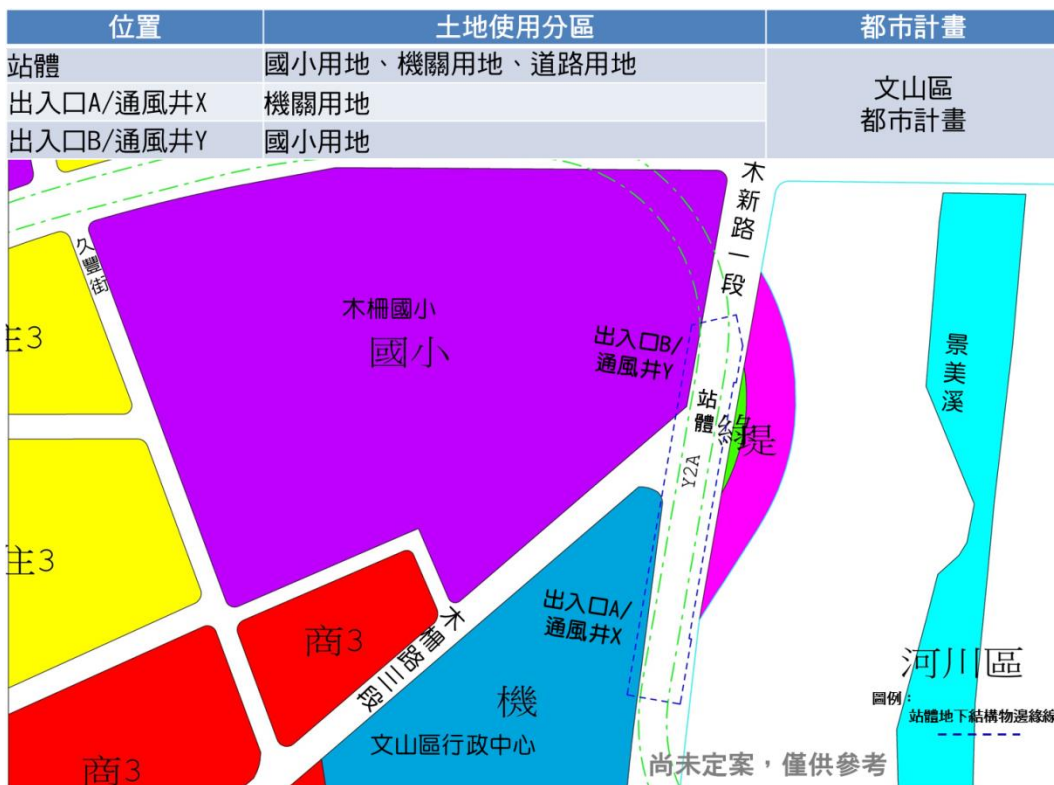 位置 土地使用分區 都市計畫
站體 國小用地、機關用地、道路用地
出入口A/通風井X 機關用地
出入口B/通風井Y 國小用地
文山區
都市計畫
木新路一段
久豐街
木柵國小
國小
主3
出入口B/
通風井Y
站體
Y2A
綠
堤
景美溪
主3
出入口A/
通風井X
木柵路三段
商3
機
文山區行政中心
商3
河川區
圖例：
站體地下結構物邊緣線
尚未定案，僅供參考